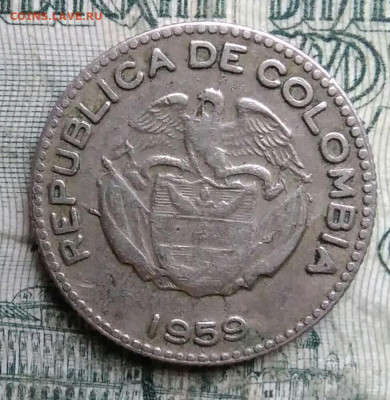 COINS.LAVE.RU
REPUBLICA DE COLOMBIA
1959